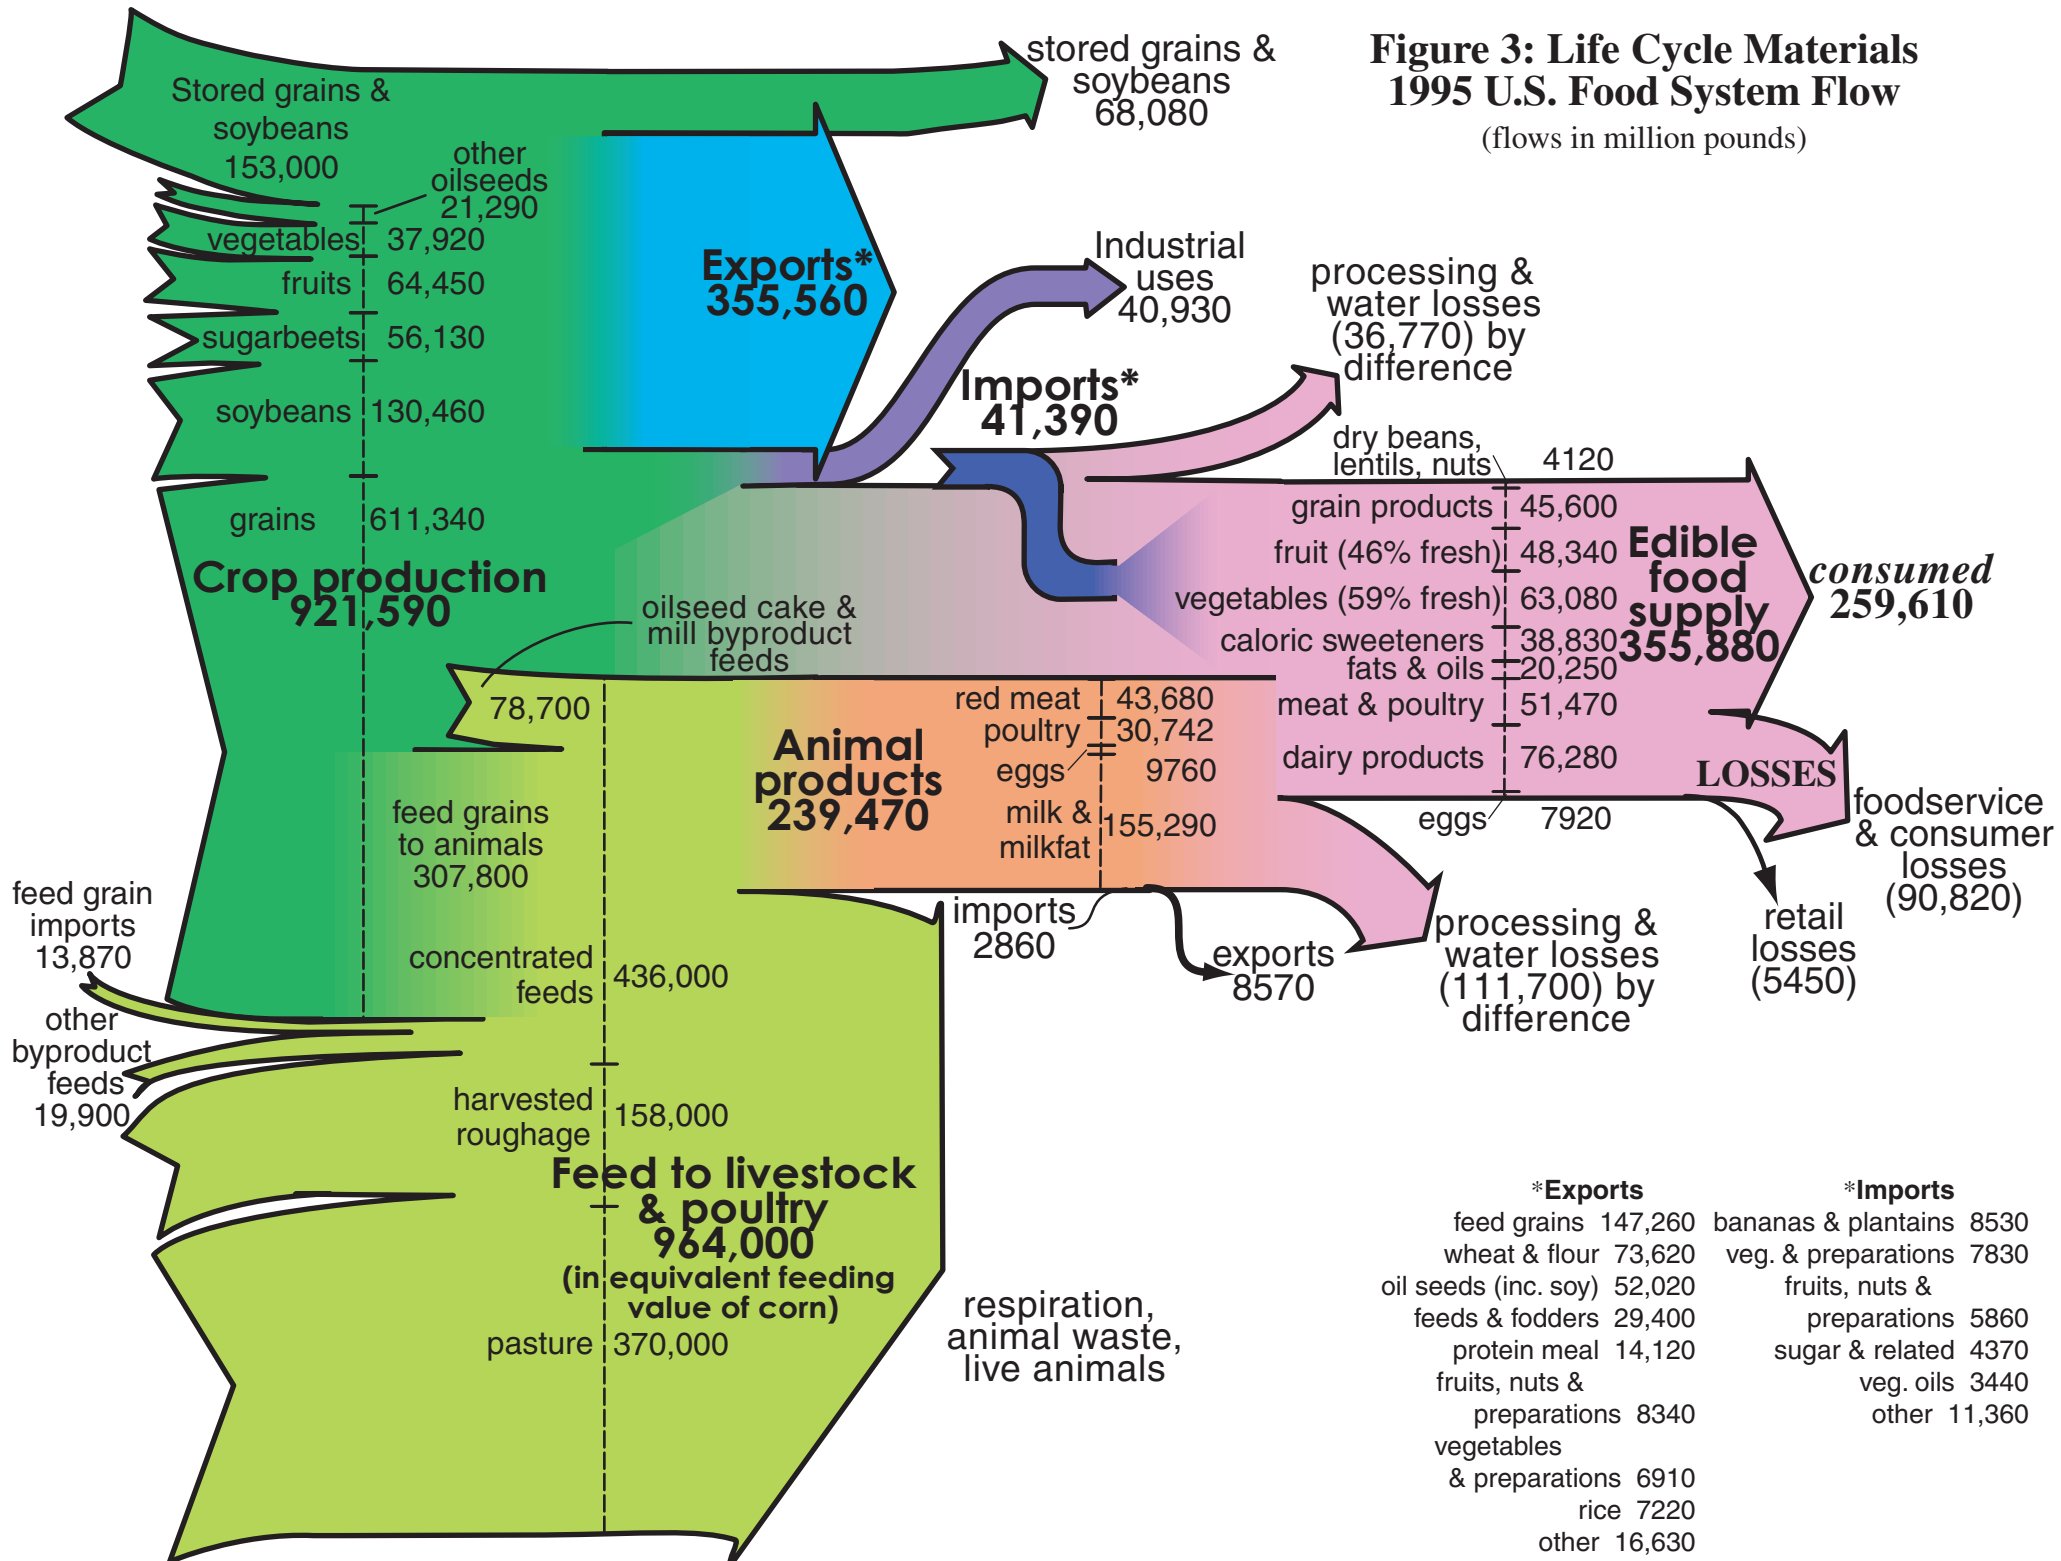 Figure 3: Life Cycle Materials
1995 U.S. Food System Flow
(flows in million pounds)
stored grains &
soybeans
68,080
Stored grains &
soybeans
153,000
other
oilseeds
21,290
vegetables 37,920
fruits 64,450
sugarbeets 56,130
soybeans 130,460
grains 611,340
Crop production
921,590
Exports*
355,560
Industrial
uses
40,930
Imports*
41,390
processing &
water losses
(36,770) by
difference
dry beans,
lentils, nuts 4120
grain products 45,600
fruit (46% fresh) 48,340
vegetables (59% fresh) 63,080
caloric sweeteners 38,830
fats & oils 20,250
meat & poultry 51,470
dairy products 76,280
eggs 7920
Edible
food
supply
355,880
consumed
259,610
LOSSES
foodservice
& consumer
losses
(90,820)
retail
losses
(5450)
oilseed cake &
mill byproduct
feeds
78,700
feed grains
to animals
307,800
Animal
products
239,470
red meat 43,680
poultry 30,742
eggs 9760
milk &
milkfat 155,290
imports
2860
exports
8570
processing &
water losses
(111,700) by
difference
feed grain
imports
13,870
other
byproduct
feeds
19,900
concentrated
feeds 436,000
harvested
roughage 158,000
Feed to livestock
& poultry
964,000
(in equivalent feeding
value of corn)
pasture 370,000
respiration,
animal waste,
live animals
*Exports
feed grains 147,260
wheat & flour 73,620
oil seeds (inc. soy) 52,020
feeds & fodders 29,400
protein meal 14,120
fruits, nuts &
preparations 8340
vegetables
& preparations 6910
rice 7220
other 16,630
*Imports
bananas & plantains 8530
veg. & preparations 7830
fruits, nuts &
preparations 5860
sugar & related 4370
veg. oils 3440
other 11,360